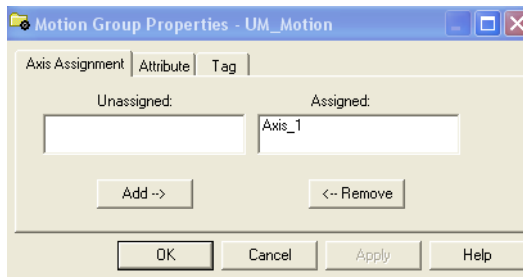 Motion Group Properties - UM_Motion
Axis Assignment Attribute Tag
Unassigned: Assigned:
Axis_1
Add --> <-- Remove
OK Cancel Apply Help